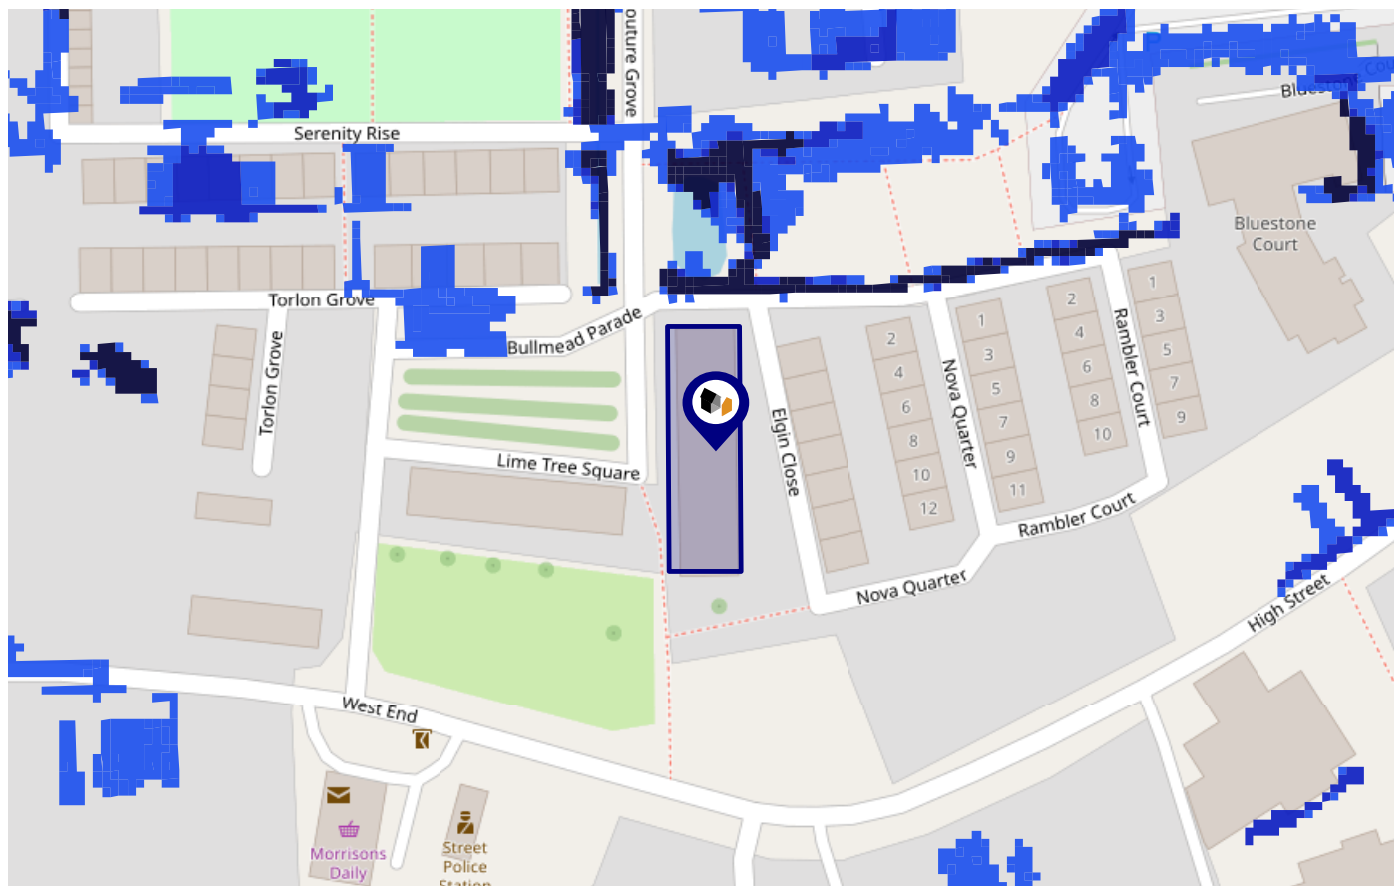 outure Grove
Bluestone Cou
Serenity Rise
Bluestone
Court
Torlon Grove
Bullmead Parade
Torlon Grove
Lime Tree Square
Elgin Close
Nova Quarter
Rambler Court
2
4
6
8
10
12
1
3
5
7
9
11
2
4
6
8
10
1
3
5
7
9
Rambler Court
Nova Quarter
High Street
West End
Morrisons
Daily
Street
Police
Station